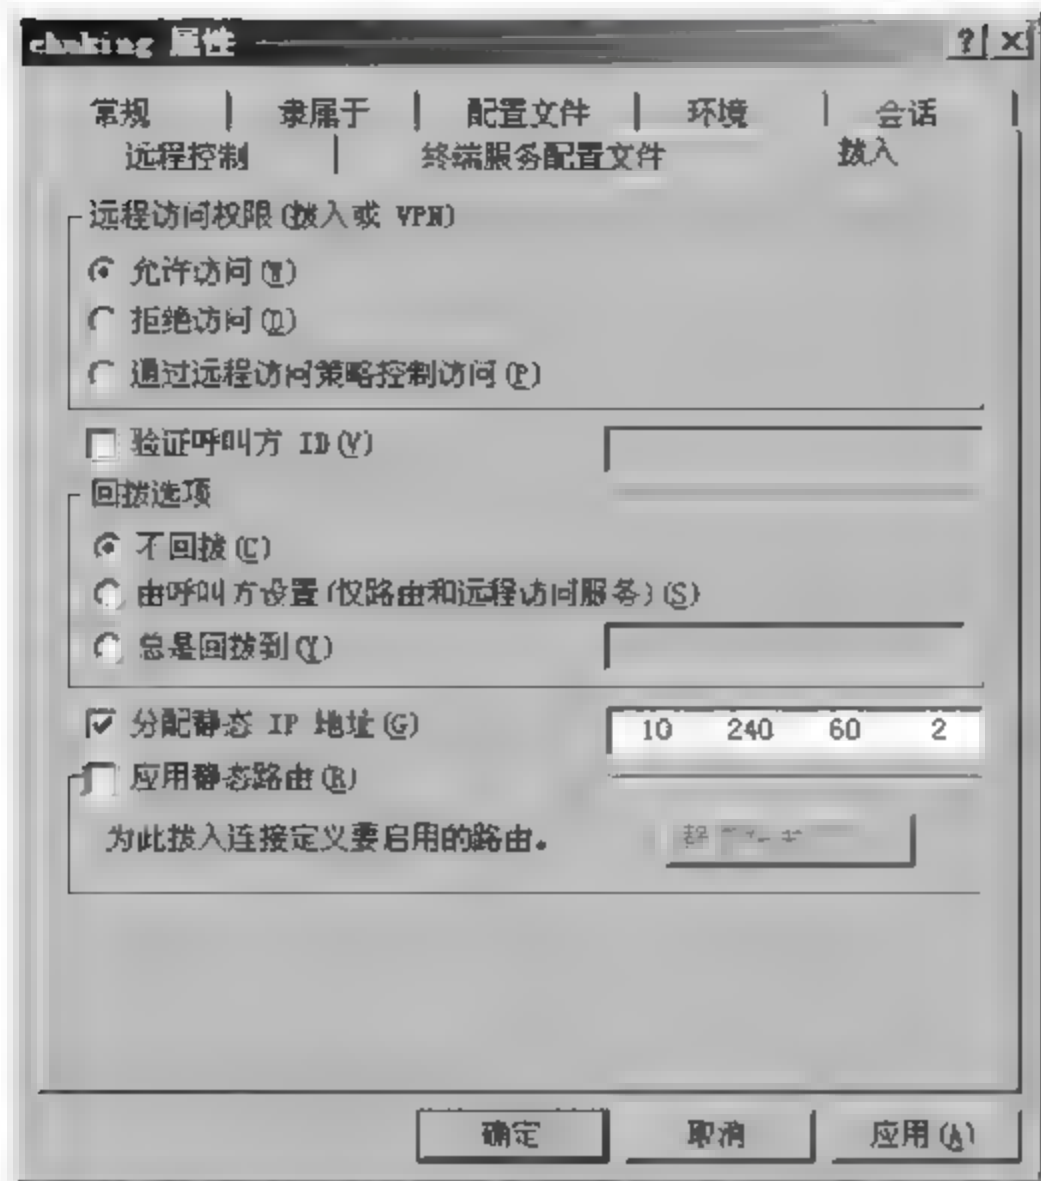 chuking 属性
常规 隶属于 配置文件 环境 会话
远程控制 终端服务配置文件 拨入
远程访问权限(拨入或 VPN)
允许访问(W)
拒绝访问(D)
通过远程访问策略控制访问(P)
验证呼叫方 ID(V)
回拨选项
不回拨(C)
由呼叫方设置(仅路由和远程访问服务)(S)
总是回拨到(Y)
分配静态 IP 地址(G) 10 240 60 2
应用静态路由(R)
为此拨入连接定义要启用的路由。
确定 取消 应用(A)